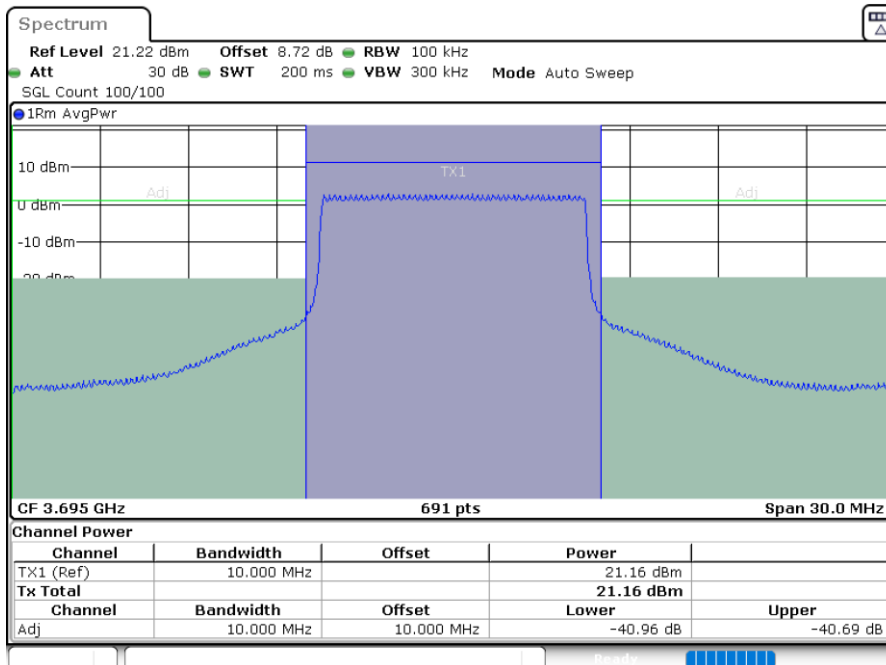 Spectrum
Ref Level 21.22 dBm Offset 8.72 dB RBW 100 kHz
Att 30 dB SWT 200 ms VBW 300 kHz Mode Auto Sweep
SGL Count 100/100
1Rm AvgPwr
10 dBm
TX1
Adj Adj
0 dBm
-10 dBm
-20 dBm
CF 3.695 GHz 691 pts Span 30.0 MHz
Channel Power
Channel Bandwidth Offset Power
TX1 (Ref) 10.000 MHz 21.16 dBm
Tx Total 21.16 dBm
Channel Bandwidth Offset Lower Upper
Adj 10.000 MHz 10.000 MHz -40.96 dB -40.69 dB
Ready